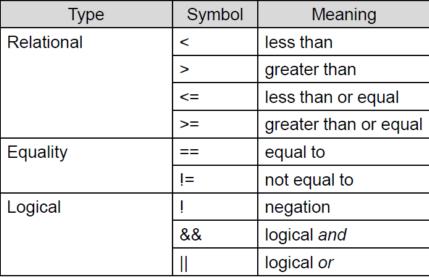 Type Symbol Meaning
Relational < less than
> greater than
<= less than or equal
>= greater than or equal
Equality == equal to
!= not equal to
Logical ! negation
&& logical and
|| logical or